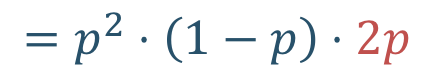 = p² · (1 − p) · 2p